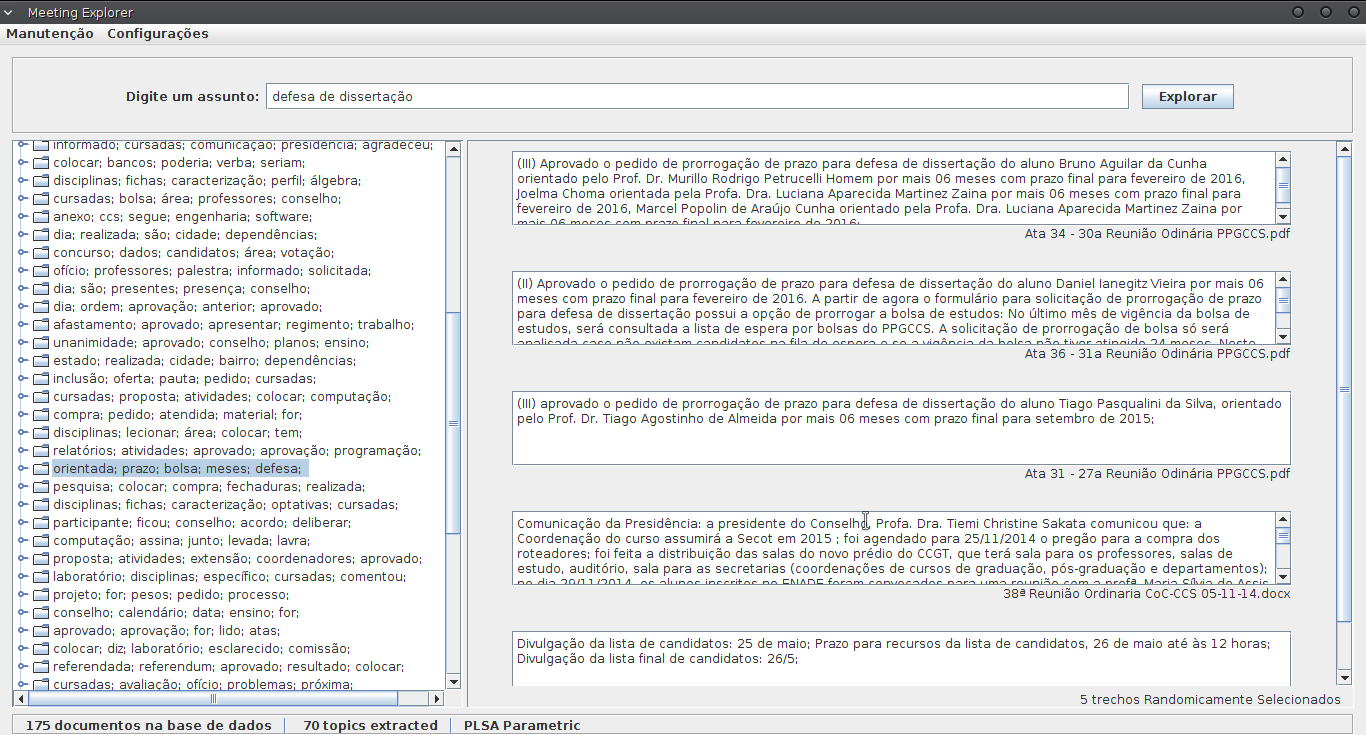 Meeting Explorer
Manutenção Configurações
Digite um assunto: defesa de dissertação Explorar
informado; cursadas; comunicação; presidência; agradeceu;
colocar; bancos; poderia; verba; seriam;
disciplinas; fichas; caracterização; perfil; álgebra;
cursadas; bolsa; área; professores; conselho;
anexo; ccs; segue; engenharia; software;
dia; realizada; são; cidade; dependências;
concurso; dados; candidatos; área; votação;
ofício; professores; palestra; informado; solicitada;
dia; são; presentes; presença; conselho;
dia; ordem; aprovação; anterior; aprovado;
afastamento; aprovado; apresentar; regimento; trabalho;
unanimidade; aprovado; conselho; planos; ensino;
estado; realizada; cidade; bairro; dependências;
inclusão; oferta; pauta; pedido; cursadas;
cursadas; proposta; atividades; colocar; computação;
compra; pedido; atendida; material; for;
disciplinas; lecionar; área; colocar; tem;
relatórios; atividades; aprovado; aprovação; programação;
orientada; prazo; bolsa; meses; defesa;
pesquisa; colocar; compra; fechaduras; realizada;
disciplinas; fichas; caracterização; optativas; cursadas;
participante; ficou; conselho; acordo; deliberar;
computação; assina; junto; levada; lavra;
proposta; atividades; extensão; coordenadores; aprovado;
laboratório; disciplinas; específico; cursadas; comentou;
projeto; for; pesos; pedido; processo;
conselho; calendário; data; ensino; for;
aprovado; aprovação; for; lido; atas;
colocar; diz; laboratório; esclarecido; comissão;
referendada; referendum; aprovado; resultado; colocar;
cursadas; avaliação; ofício; problemas; próxima;
(III) Aprovado o pedido de prorrogação de prazo para defesa de dissertação do aluno Bruno Aguilar da Cunha
orientado pelo Prof. Dr. Murillo Rodrigo Petrucelli Homem por mais 06 meses com prazo final para fevereiro de 2016,
Joelma Choma orientada pela Profa. Dra. Luciana Aparecida Martinez Zaina por mais 06 meses com prazo final para
fevereiro de 2016, Marcel Popolin de Araújo Cunha orientado pela Profa. Dra. Luciana Aparecida Martinez Zaina por
mais 06 meses com prazo final para fevereiro de 2016;
Ata 34 - 30a Reunião Odinária PPGCCS.pdf
(II) Aprovado o pedido de prorrogação de prazo para defesa de dissertação do aluno Daniel Ianegitz Vieira por mais 06
meses com prazo final para fevereiro de 2016. A partir de agora o formulário para solicitação de prorrogação de prazo
para defesa de dissertação possui a opção de prorrogar a bolsa de estudos: No último mês de vigência da bolsa de
estudos, será consultada a lista de espera por bolsas do PPGCCS. A solicitação de prorrogação de bolsa só será
analisada caso não existam candidatos na fila de espera e se a vigência da bolsa não tiver atingido 24 meses. Neste
Ata 36 - 31a Reunião Odinária PPGCCS.pdf
(III) aprovado o pedido de prorrogação de prazo para defesa de dissertação do aluno Tiago Pasqualini da Silva, orientado
pelo Prof. Dr. Tiago Agostinho de Almeida por mais 06 meses com prazo final para setembro de 2015;
Ata 31 - 27a Reunião Odinária PPGCCS.pdf
Comunicação da Presidência: a presidente do Conselho, Profa. Dra. Tiemi Christine Sakata comunicou que: a
Coordenação do curso assumirá a Secot em 2015 ; foi agendado para 25/11/2014 o pregão para a compra dos
roteadores; foi feita a distribuição das salas do novo prédio do CCGT, que terá sala para os professores, salas de
estudo, auditório, sala para as secretarias (coordenações de cursos de graduação, pós-graduação e departamentos);
no dia 20/11/2014, os alunos inscritos no ENADE foram convocados para uma reunião com a profª. Maria Sílvia de Assis
38ª Reunião Ordinaria CoC-CCS 05-11-14.docx
Divulgação da lista de candidatos: 25 de maio; Prazo para recursos da lista de candidatos, 26 de maio até às 12 horas;
Divulgação da lista final de candidatos: 26/5;
5 trechos Randomicamente Selecionados
175 documentos na base de dados 70 topics extracted PLSA Parametric